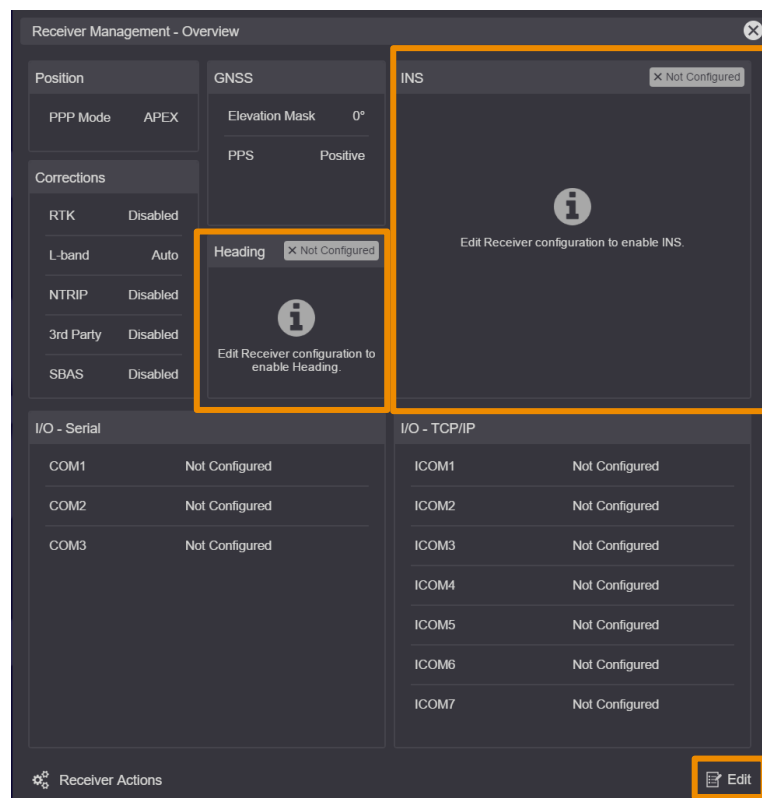 Receiver Management - Overview
Position
PPP Mode APEX
Corrections
RTK Disabled
L-band Auto
NTRIP Disabled
3rd Party Disabled
SBAS Disabled
GNSS
Elevation Mask 0°
PPS Positive
Heading Not Configured
Edit Receiver configuration to
enable Heading.
INS Not Configured
Edit Receiver configuration to enable INS.
I/O - Serial
COM1 Not Configured
COM2 Not Configured
COM3 Not Configured
I/O - TCP/IP
ICOM1 Not Configured
ICOM2 Not Configured
ICOM3 Not Configured
ICOM4 Not Configured
ICOM5 Not Configured
ICOM6 Not Configured
ICOM7 Not Configured
Receiver Actions
Edit